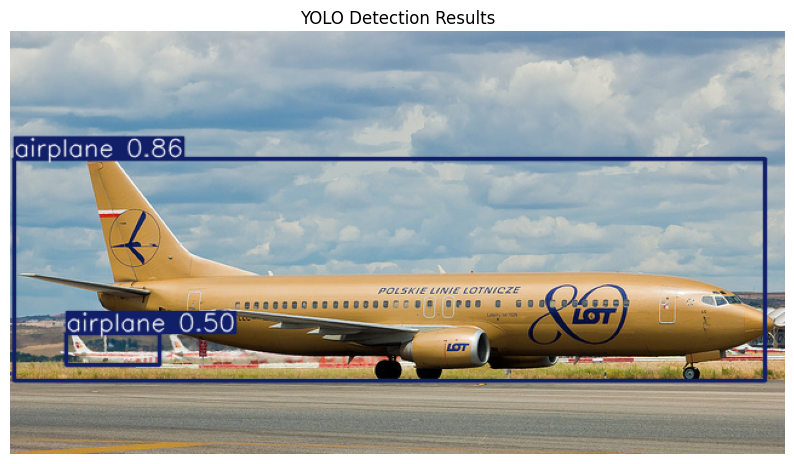 YOLO Detection Results
airplane 0.86
POLSKIE LINIE LOTNICZE
80
LOT
airplane 0.50
LOT